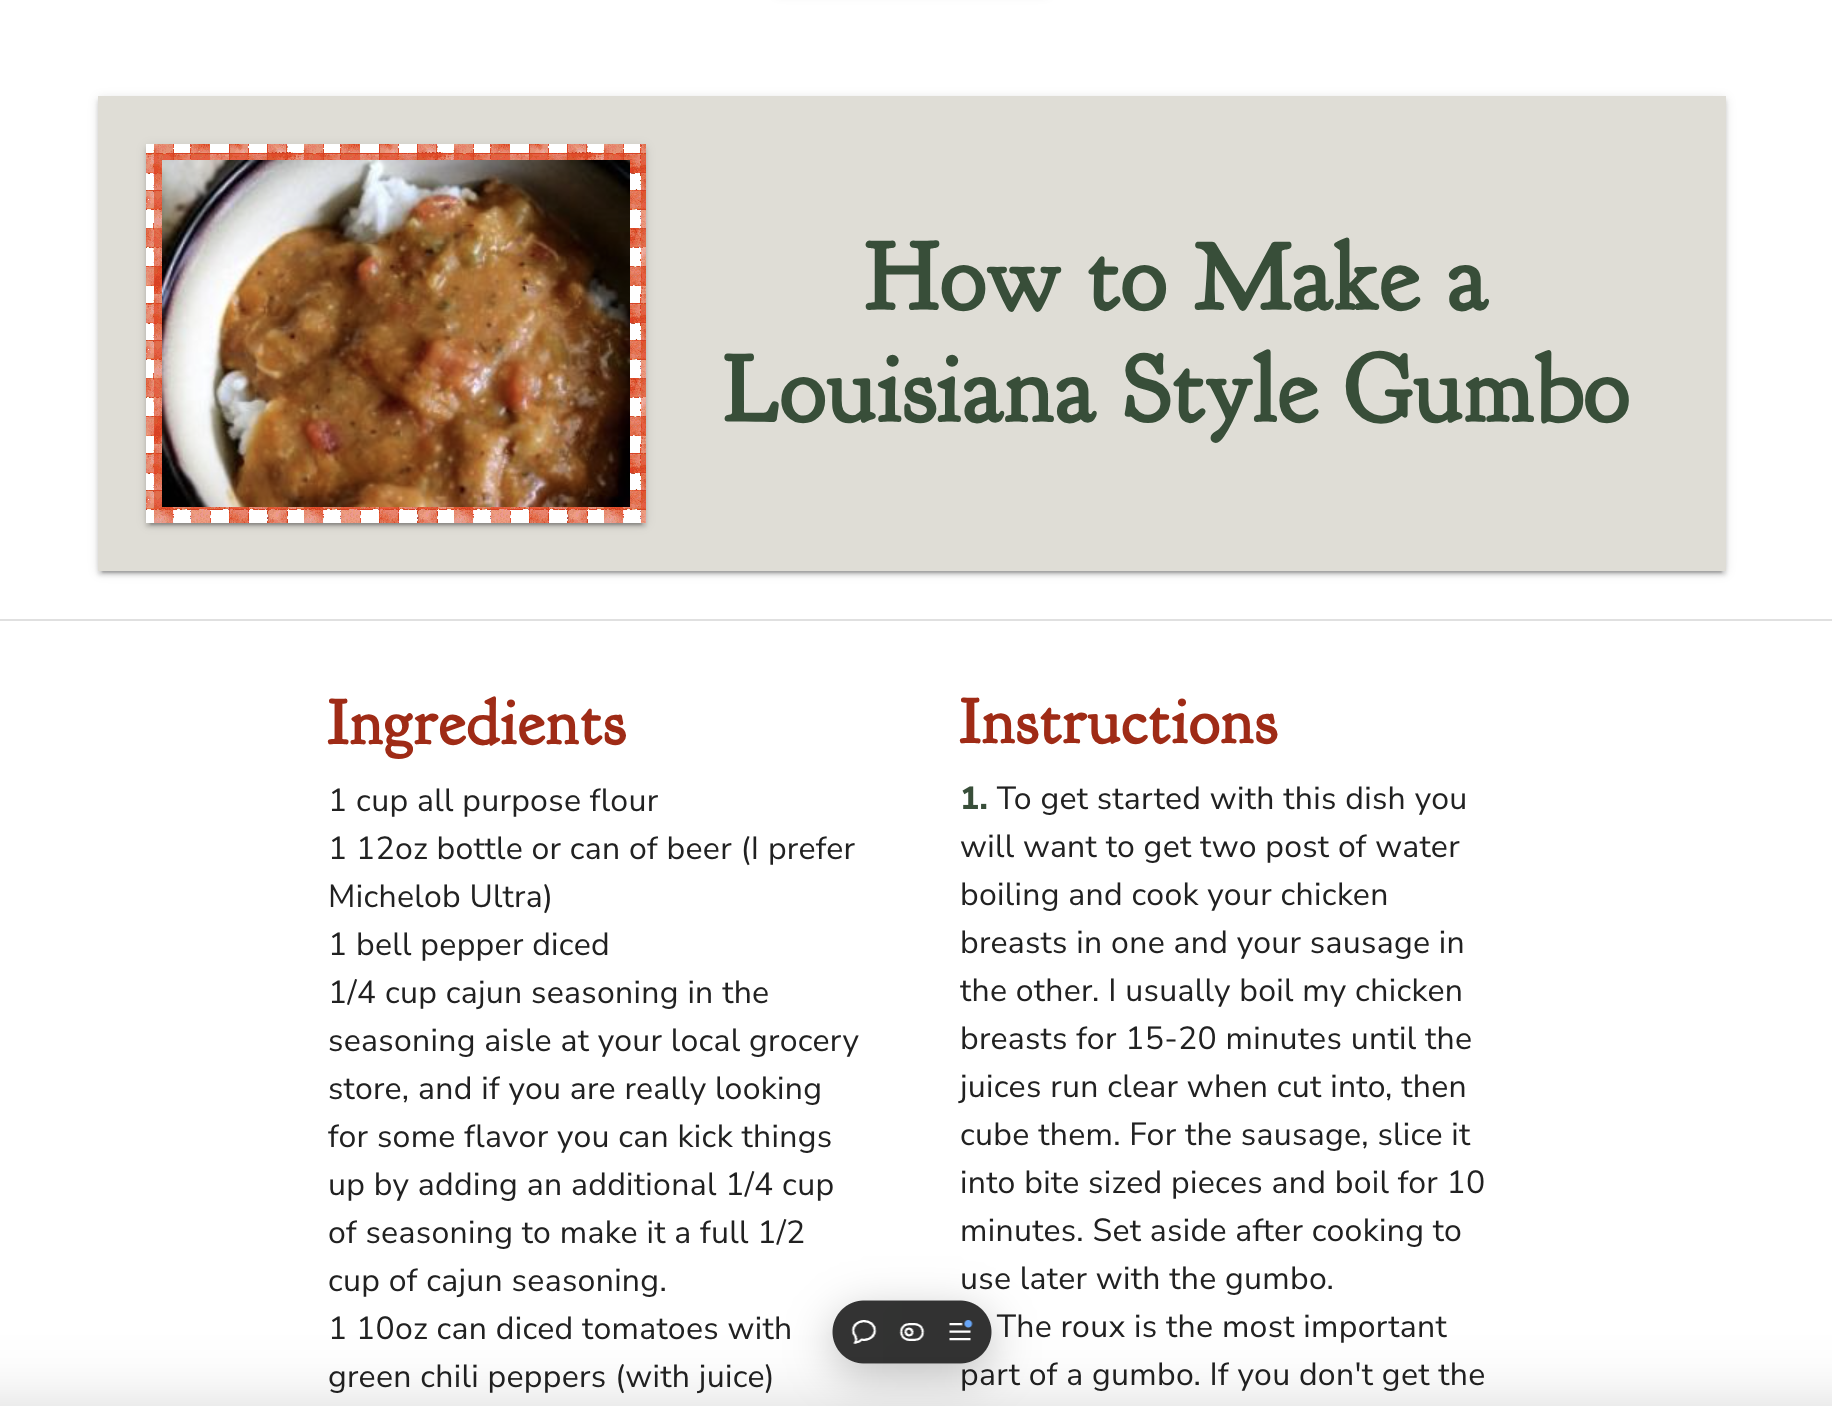 How to Make a
Louisiana Style Gumbo
Ingredients
1 cup all purpose flour
1 12oz bottle or can of beer (I prefer
Michelob Ultra)
1 bell pepper diced
1/4 cup cajun seasoning in the
seasoning aisle at your local grocery
store, and if you are really looking
for some flavor you can kick things
up by adding an additional 1/4 cup
of seasoning to make it a full 1/2
cup of cajun seasoning.
1 10oz can diced tomatoes with
green chili peppers (with juice)
Instructions
1. To get started with this dish you
will want to get two post of water
boiling and cook your chicken
breasts in one and your sausage in
the other. I usually boil my chicken
breasts for 15-20 minutes until the
juices run clear when cut into, then
cube them. For the sausage, slice it
into bite sized pieces and boil for 10
minutes. Set aside after cooking to
use later with the gumbo.
The roux is the most important
part of a gumbo. If you don't get the